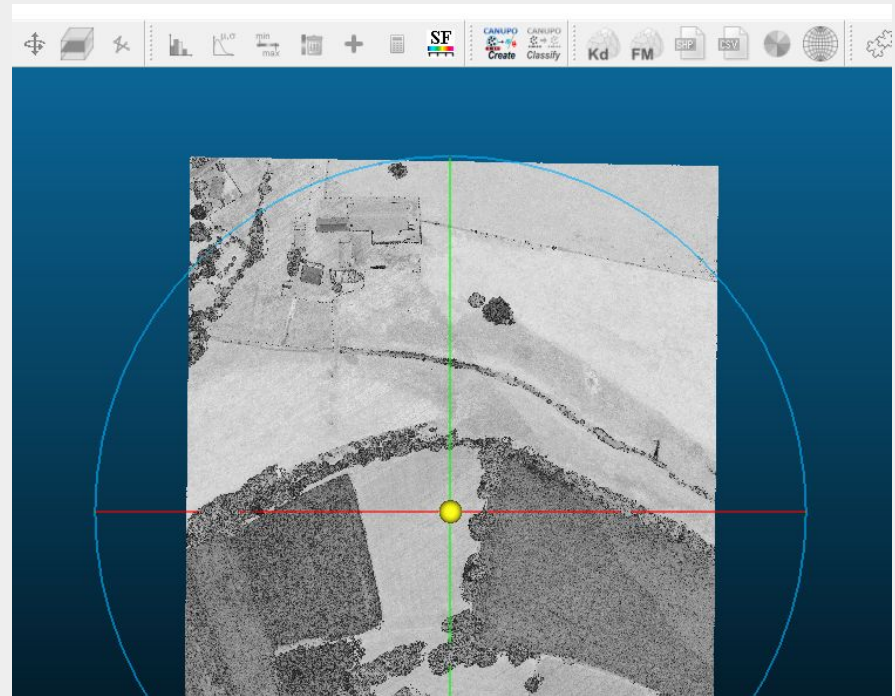 μ,σ
min
max
SF
CANUPO
Create
CANUPO
Classify
Kd
FM
SHP
CSV